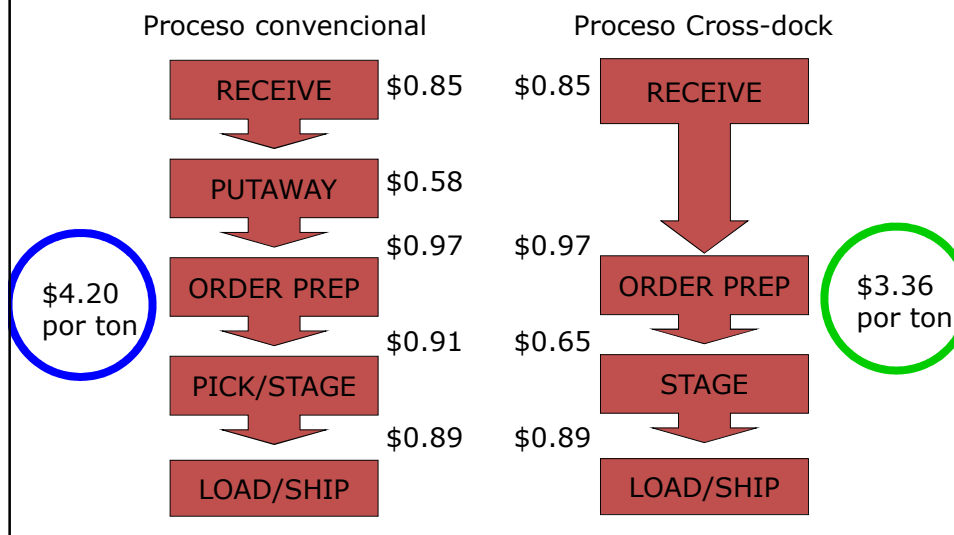 Proceso convencional
Proceso Cross-dock
RECEIVE
$0.85
$0.85
RECEIVE
PUTAWAY
$0.58
$0.97
$0.97
$4.20
por ton
ORDER PREP
ORDER PREP
$3.36
por ton
$0.91
$0.65
PICK/STAGE
STAGE
$0.89
$0.89
LOAD/SHIP
LOAD/SHIP